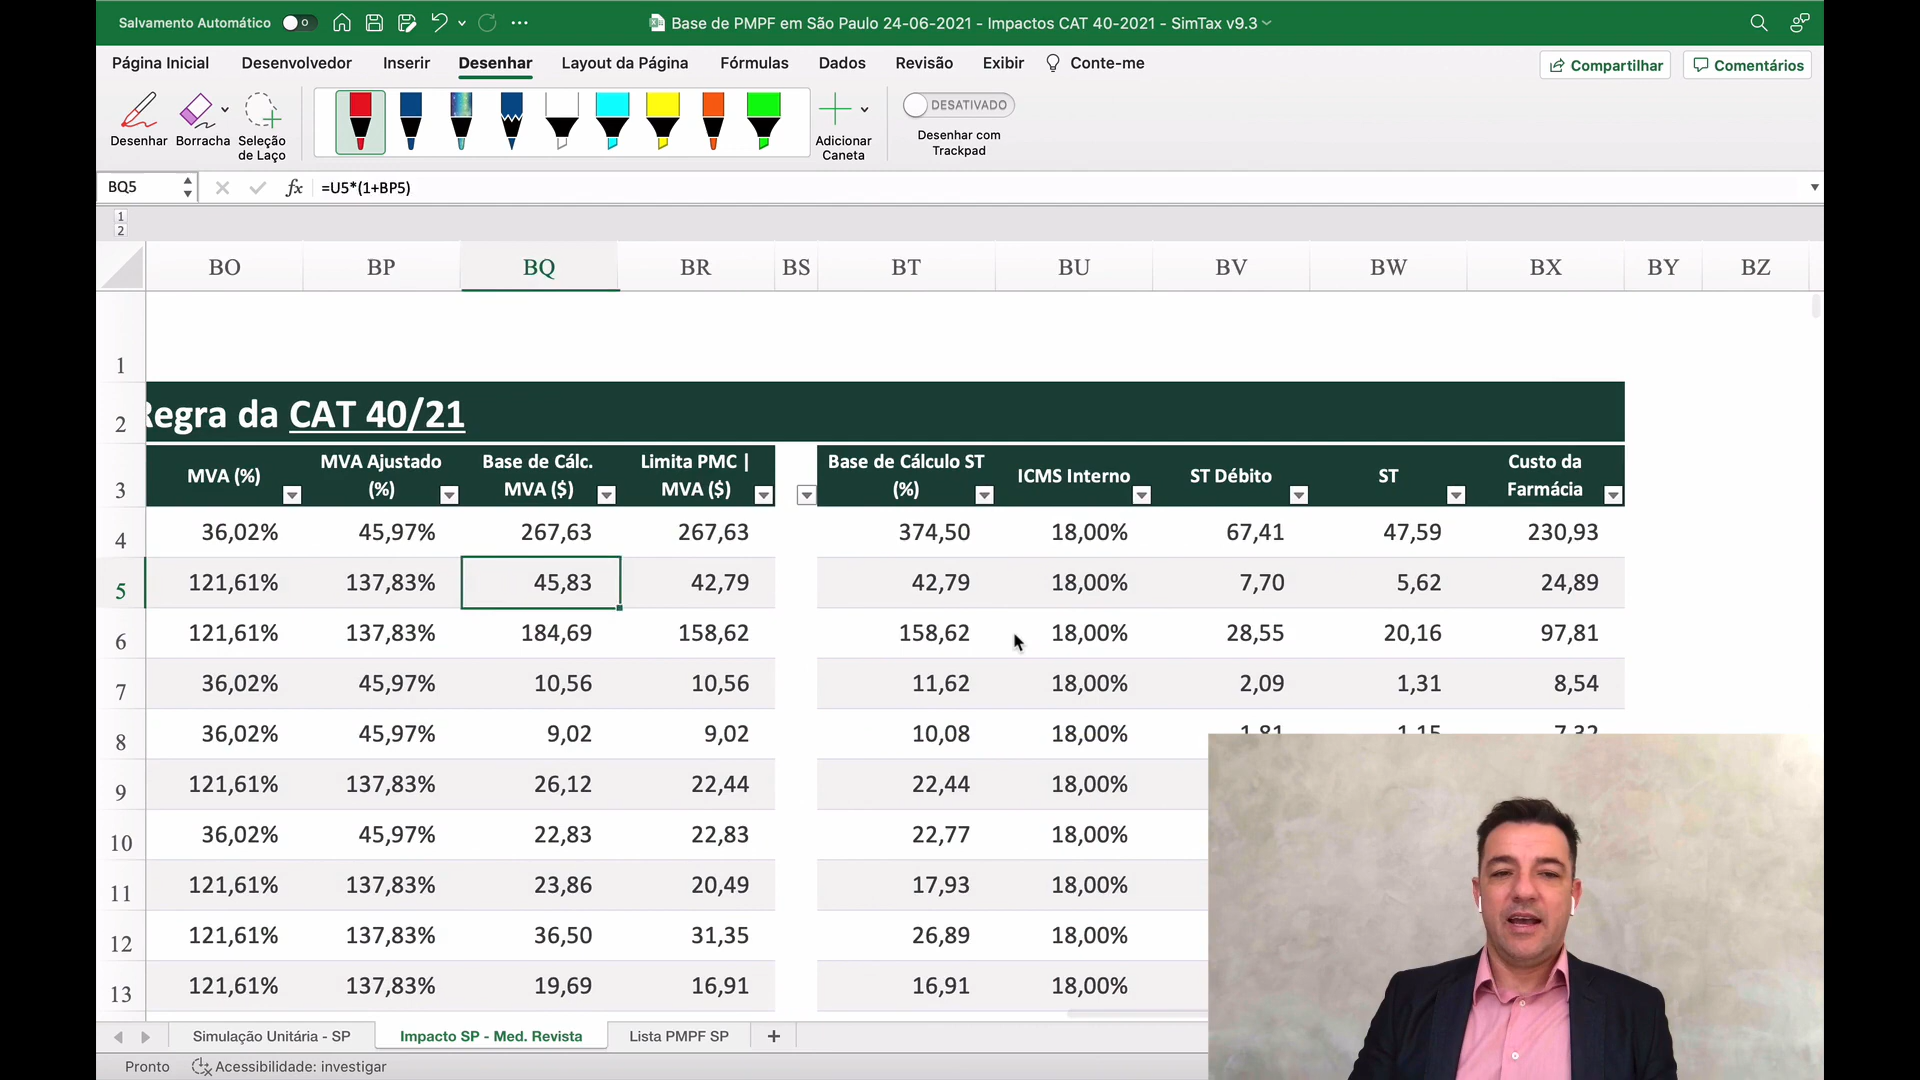 Salvamento Automático 0 Base de PMPF em São Paulo 24-06-2021 - Impactos CAT 40-2021 - SimTax v9.3
Página Inicial Desenvolvedor Inserir Desenhar Layout da Página Fórmulas Dados Revisão Exibir Conte-me Compartilhar Comentários
DESATIVADO
Desenhar Borracha Seleção de Laço Adicionar Caneta Desenhar com Trackpad
BQ5 fx =U5*(1+BP5)
1
2
BO BP BQ BR BS BT BU BV BW BX BY BZ
1
2 Regra da CAT 40/21
3 MVA (%) MVA Ajustado (%) Base de Cálc. MVA ($) Limita PMC | MVA ($) Base de Cálculo ST (%) ICMS Interno ST Débito ST Custo da Farmácia
4 36,02% 45,97% 267,63 267,63 374,50 18,00% 67,41 47,59 230,93
5 121,61% 137,83% 45,83 42,79 42,79 18,00% 7,70 5,62 24,89
6 121,61% 137,83% 184,69 158,62 158,62 18,00% 28,55 20,16 97,81
7 36,02% 45,97% 10,56 10,56 11,62 18,00% 2,09 1,31 8,54
8 36,02% 45,97% 9,02 9,02 10,08 18,00% 1,81 1,15 7,32
9 121,61% 137,83% 26,12 22,44 22,44 18,00%
10 36,02% 45,97% 22,83 22,83 22,77 18,00%
11 121,61% 137,83% 23,86 20,49 17,93 18,00%
12 121,61% 137,83% 36,50 31,35 26,89 18,00%
13 121,61% 137,83% 19,69 16,91 16,91 18,00%
Simulação Unitária - SP Impacto SP - Med. Revista Lista PMPF SP +
Pronto Acessibilidade: investigar